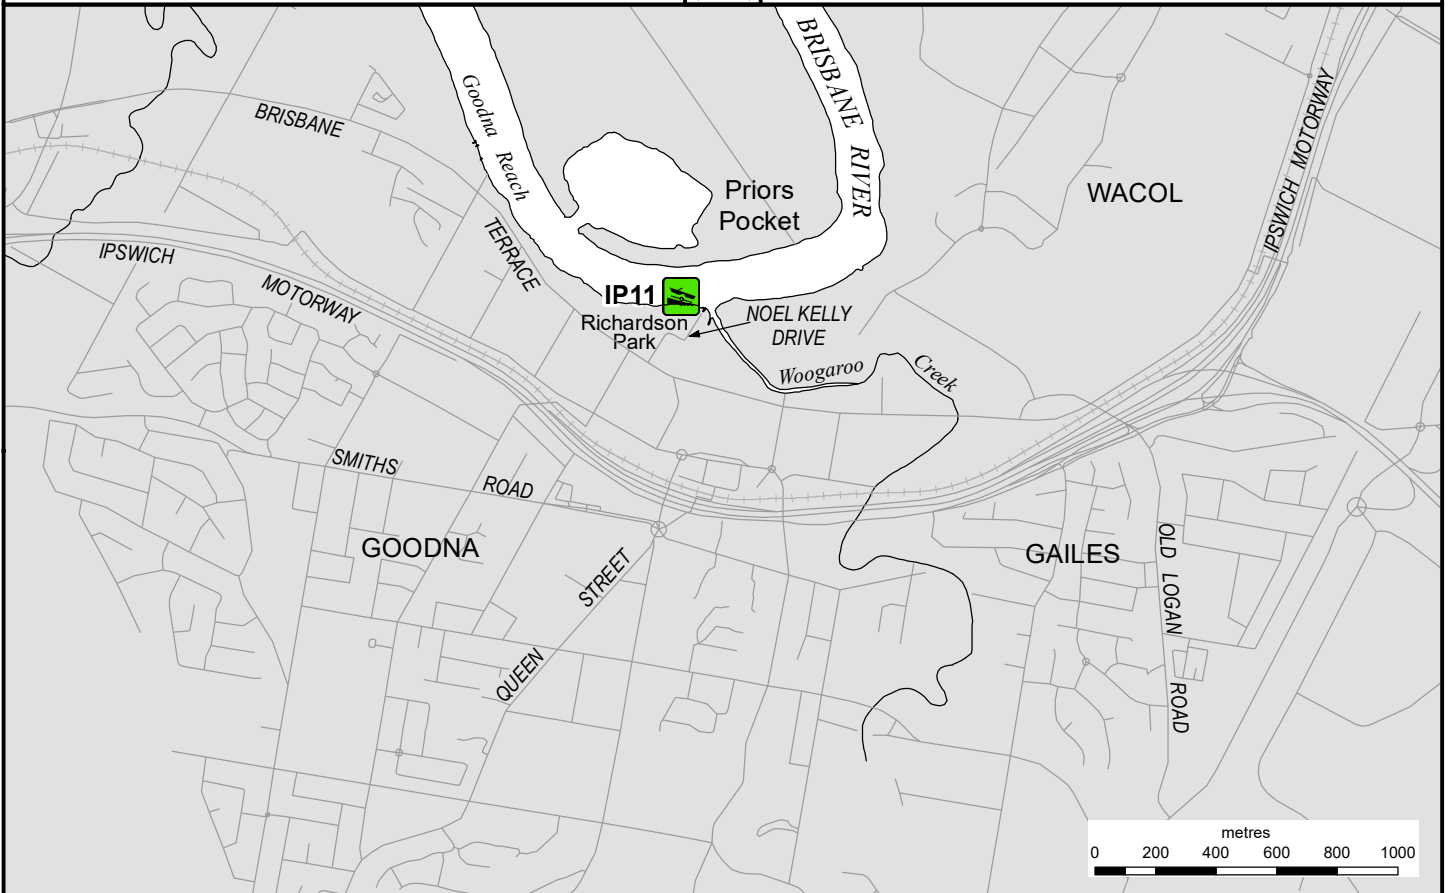 BRISBANE RIVER
Goodna Reach
BRISBANE
TERRACE
IPSWICH MOTORWAY
Priors
Pocket
WACOL
IPSWICH
MOTORWAY
IP11
Richardson
Park
NOEL KELLY
DRIVE
Woogaroo
Creek
SMITHS
ROAD
GOODNA
STREET
QUEEN
GAILES
OLD LOGAN
ROAD
metres
0 200 400 600 800 1000